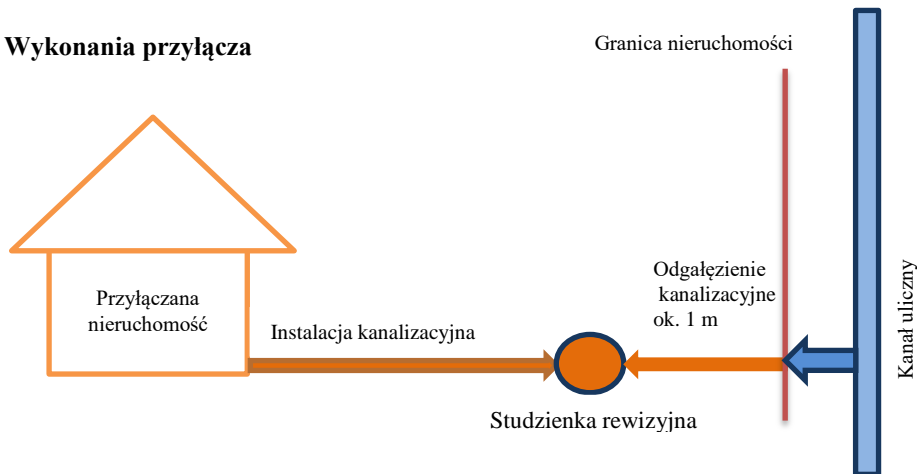 Wykonania przyłącza
Granica nieruchomości
Przyłączana
nieruchomość
Instalacja kanalizacyjna
Odgałęzienie
kanalizacyjne
ok. 1 m
Studzienka rewizyjna
Kanał uliczny